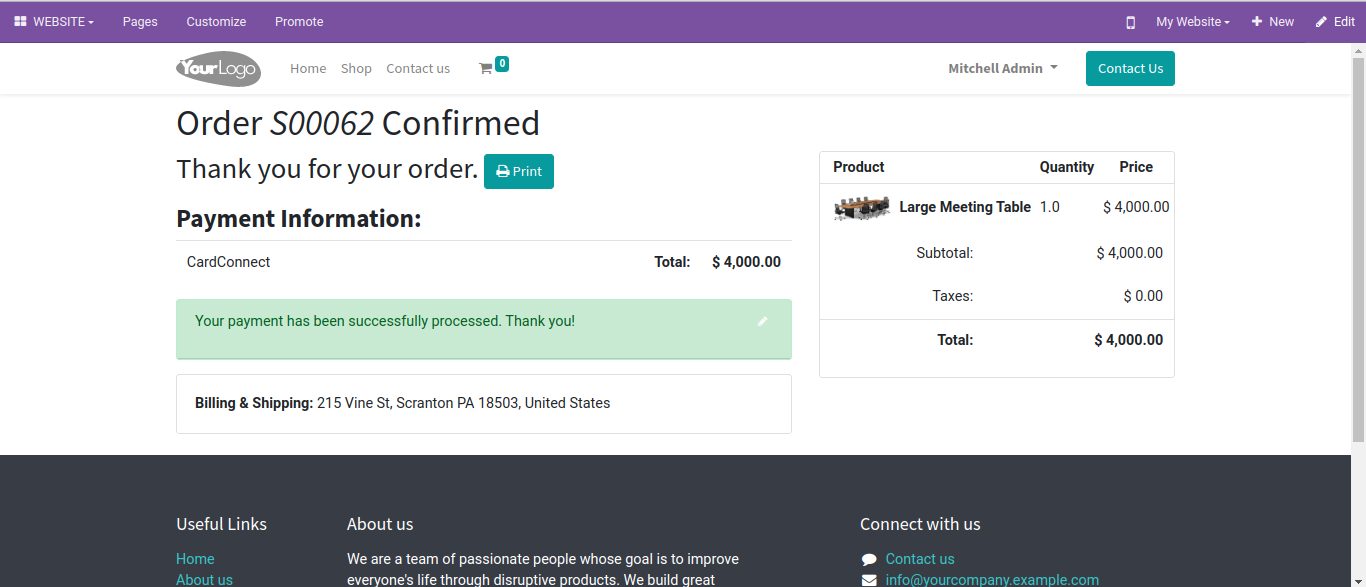 WEBSITE Pages Customize Promote My Website New Edit
YourLogo Home Shop Contact us 0 Mitchell Admin Contact Us
Order S00062 Confirmed
Thank you for your order. Print
Payment Information:
CardConnect Total: $ 4,000.00
Your payment has been successfully processed. Thank you!
Billing & Shipping: 215 Vine St, Scranton PA 18503, United States
Product Quantity Price
Large Meeting Table 1.0 $ 4,000.00
Subtotal: $ 4,000.00
Taxes: $ 0.00
Total: $ 4,000.00
Useful Links
Home
About us
About us
We are a team of passionate people whose goal is to improve
everyone's life through disruptive products. We build great
Connect with us
Contact us
info@yourcompany.example.com